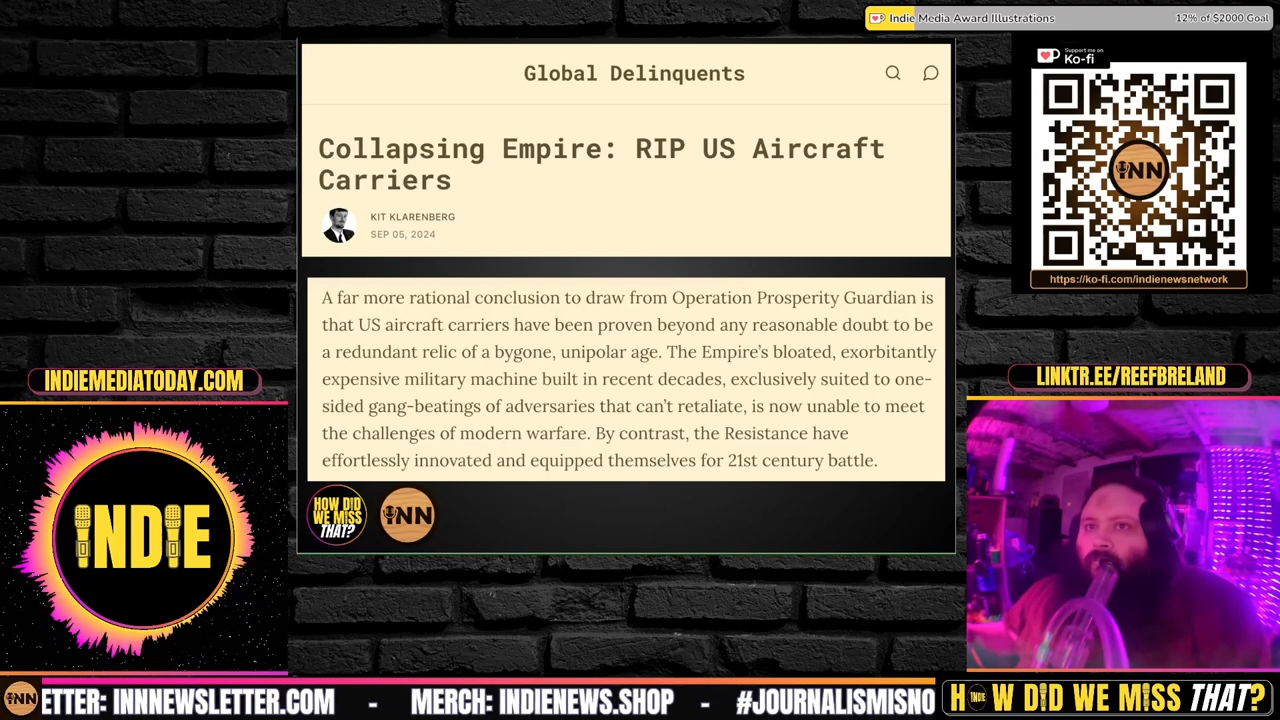 Indie Media Award Illustrations
12% of $2000 Goal
Global Delinquents
Collapsing Empire: RIP US Aircraft
Carriers
KIT KLARENBERG
SEP 05, 2024
A far more rational conclusion to draw from Operation Prosperity Guardian is
that US aircraft carriers have been proven beyond any reasonable doubt to be
a redundant relic of a bygone, unipolar age. The Empire’s bloated, exorbitantly
expensive military machine built in recent decades, exclusively suited to one-
sided gang-beatings of adversaries that can’t retaliate, is now unable to meet
the challenges of modern warfare. By contrast, the Resistance have
effortlessly innovated and equipped themselves for 21st century battle.
HOW DID
WE MISS
THAT?
INN
Support me on
Ko-fi
INN
https://ko-fi.com/indienewsnetwork
INDIEMEDIATODAY.COM
INDIE
LINKTR.EE/REEFBRELAND
INN
ETTER: INNNEWSLETTER.COM - MERCH: INDIENEWS.SHOP - #JOURNALISMISNO
HOW DID WE MISS THAT?